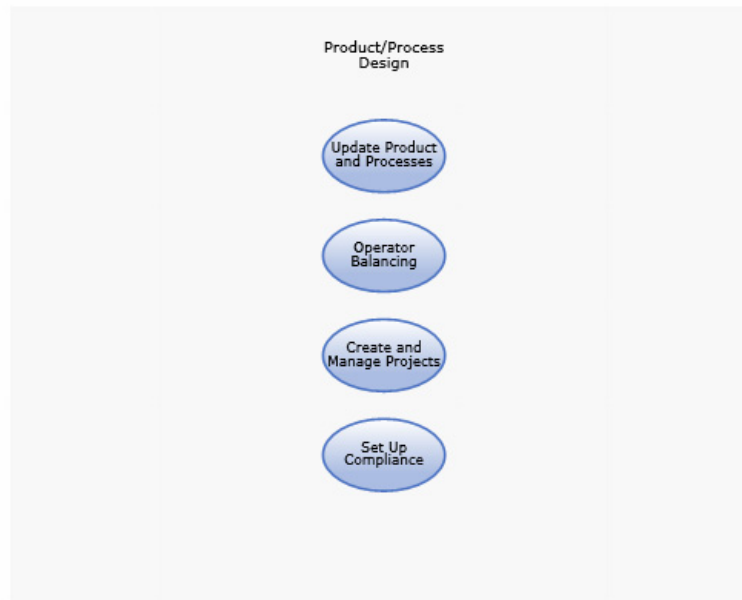 Product/Process
Design
Update Product
and Processes
Operator
Balancing
Create and
Manage Projects
Set Up
Compliance